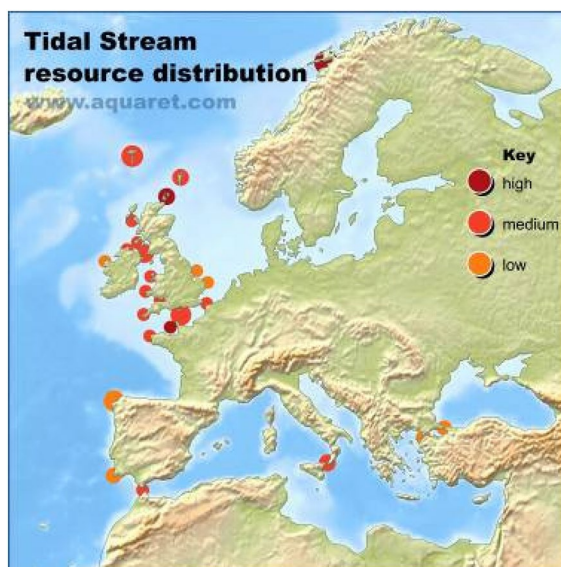 Tidal Stream
resource distribution
www.aquaret.com
Key
high
medium
low